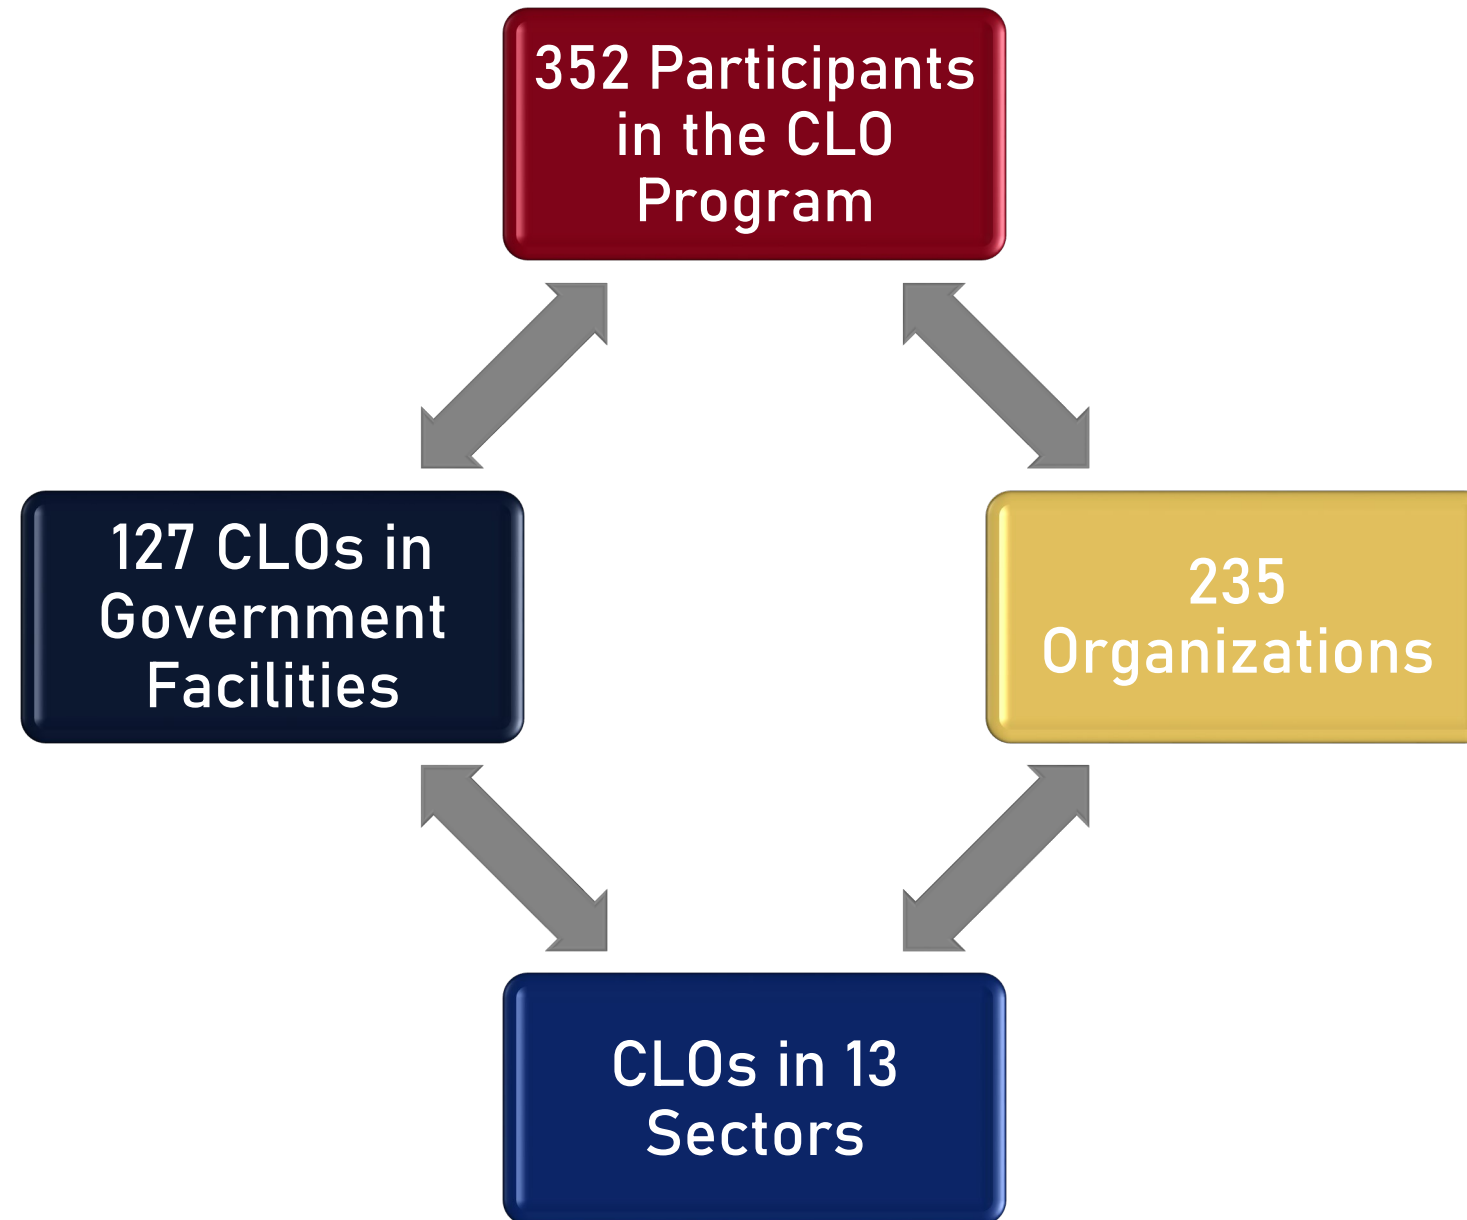 352 Participants
in the CLO
Program
127 CLOs in
Government
Facilities
235
Organizations
CLOs in 13
Sectors